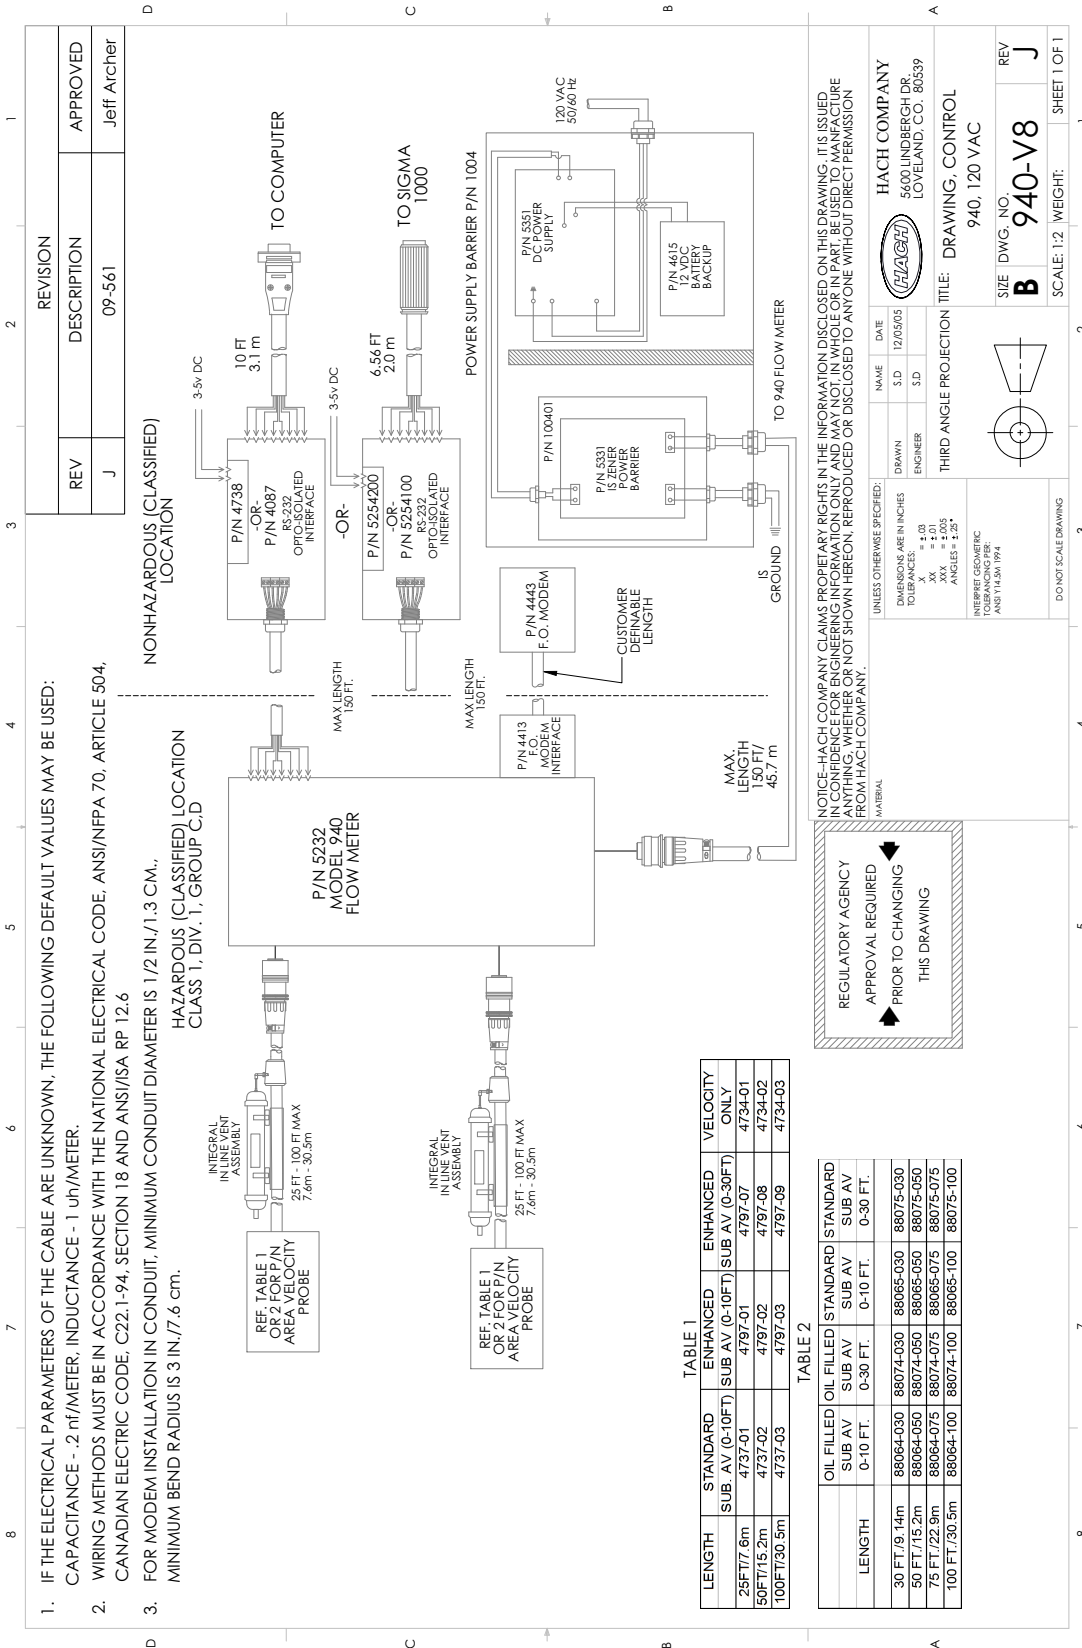 8
7
6
5
4
3
2
1
D
C
B
A
1. IF THE ELECTRICAL PARAMETERS OF THE CABLE ARE UNKNOWN, THE FOLLOWING DEFAULT VALUES MAY BE USED:
CAPACITANCE - .2 nf/METER, INDUCTANCE - 1 uh/METER.
2. WIRING METHODS MUST BE IN ACCORDANCE WITH THE NATIONAL ELECTRICAL CODE, ANSI/NFPA 70, ARTICLE 504,
CANADIAN ELECTRIC CODE, C22.1-94, SECTION 18 AND ANSI/ISA RP 12.6
3. FOR MODEM INSTALLATION IN CONDUIT, MINIMUM CONDUIT DIAMETER IS 1/2 IN./1.3 CM.,
MINIMUM BEND RADIUS IS 3 IN./7.6 cm.
REVISION
REV DESCRIPTION APPROVED
J 09-561 Jeff Archer
HAZARDOUS (CLASSIFIED) LOCATION
CLASS 1, DIV. 1, GROUP C,D
NONHAZARDOUS (CLASSIFIED)
LOCATION
INTEGRAL
IN LINE VENT
ASSEMBLY
25 FT - 100 FT MAX
7.6m - 30.5m
REF. TABLE 1
OR 2 FOR P/N
AREA VELOCITY
PROBE
INTEGRAL
IN LINE VENT
ASSEMBLY
25 FT - 100 FT MAX
7.6m - 30.5m
REF. TABLE 1
OR 2 FOR P/N
AREA VELOCITY
PROBE
P/N 5232
MODEL 940
FLOW METER
MAX LENGTH
150 FT.
3-5v DC
P/N 4738
-OR-
P/N 4087
RS-232
OPTO-ISOLATED
INTERFACE
10 FT
3.1 m
TO COMPUTER
-OR-
MAX LENGTH
150 FT.
3-5v DC
P/N 5254200
-OR-
P/N 5254100
RS-232
OPTO-ISOLATED
INTERFACE
6.56 FT
2.0 m
TO SIGMA
1000
P/N 4413
F.O.
MODEM
INTERFACE
P/N 4443
F.O. MODEM
CUSTOMER
DEFINABLE
LENGTH
POWER SUPPLY BARRIER P/N 1004
P/N 100401
P/N 5331
IS ZENER
POWER
BARRIER
P/N 5351
DC POWER
SUPPLY
P/N 4615
12 VDC
BATTERY
BACKUP
120 VAC
50/60 Hz
IS
GROUND
TO 940 FLOW METER
MAX.
LENGTH
150 FT/
45.7 m
TABLE 1
LENGTH STANDARD SUB. AV (0-10FT) ENHANCED SUB AV (0-10FT) ENHANCED SUB AV (0-30FT) VELOCITY ONLY
25FT/7.6m 4737-01 4797-01 4797-07 4734-01
50FT/15.2m 4737-02 4797-02 4797-08 4734-02
100FT/30.5m 4737-03 4797-03 4797-09 4734-03
TABLE 2
OIL FILLED OIL FILLED STANDARD STANDARD
SUB AV SUB AV SUB AV SUB AV
LENGTH 0-10 FT. 0-30 FT. 0-10 FT. 0-30 FT.
30 FT./9.14m 88064-030 88074-030 88065-030 88075-030
50 FT./15.2m 88064-050 88074-050 88065-050 88075-050
75 FT./22.9m 88064-075 88074-075 88065-075 88075-075
100 FT./30.5m 88064-100 88074-100 88065-100 88075-100
REGULATORY AGENCY
APPROVAL REQUIRED
PRIOR TO CHANGING
THIS DRAWING
NOTICE--HACH COMPANY CLAIMS PROPIETARY RIGHTS IN THE INFORMATION DISCLOSED ON THIS DRAWING. IT IS ISSUED
IN CONFIDENCE FOR ENGINEERING INFORMATION ONLY AND MAY NOT, IN WHOLE OR IN PART, BE USED TO MANFACTURE
ANYTHING, WHETHER OR NOT SHOWN HEREON, REPRODUCED OR DISCLOSED TO ANYONE WITHOUT DIRECT PERMISSION
FROM HACH COMPANY.
MATERIAL
UNLESS OTHERWISE SPECIFIED:
DIMENSIONS ARE IN INCHES
TOLERANCES:
.X = ±.03
.XX = ±.01
.XXX = ±.005
ANGLES = ±.25°
INTERPRET GEOMETRIC
TOLERANCING PER:
ANSI Y14.5M 1994
DO NOT SCALE DRAWING
NAME DATE
DRAWN S.D 12/05/05
ENGINEER S.D
THIRD ANGLE PROJECTION
HACH
HACH COMPANY
5600 LINDBERGH DR.
LOVELAND, CO. 80539
TITLE: DRAWING, CONTROL
940, 120 VAC
SIZE B
DWG. NO. 940-V8
REV J
SCALE: 1:2 WEIGHT: SHEET 1 OF 1
D
C
B
A
8
7
6
5
4
3
2
1